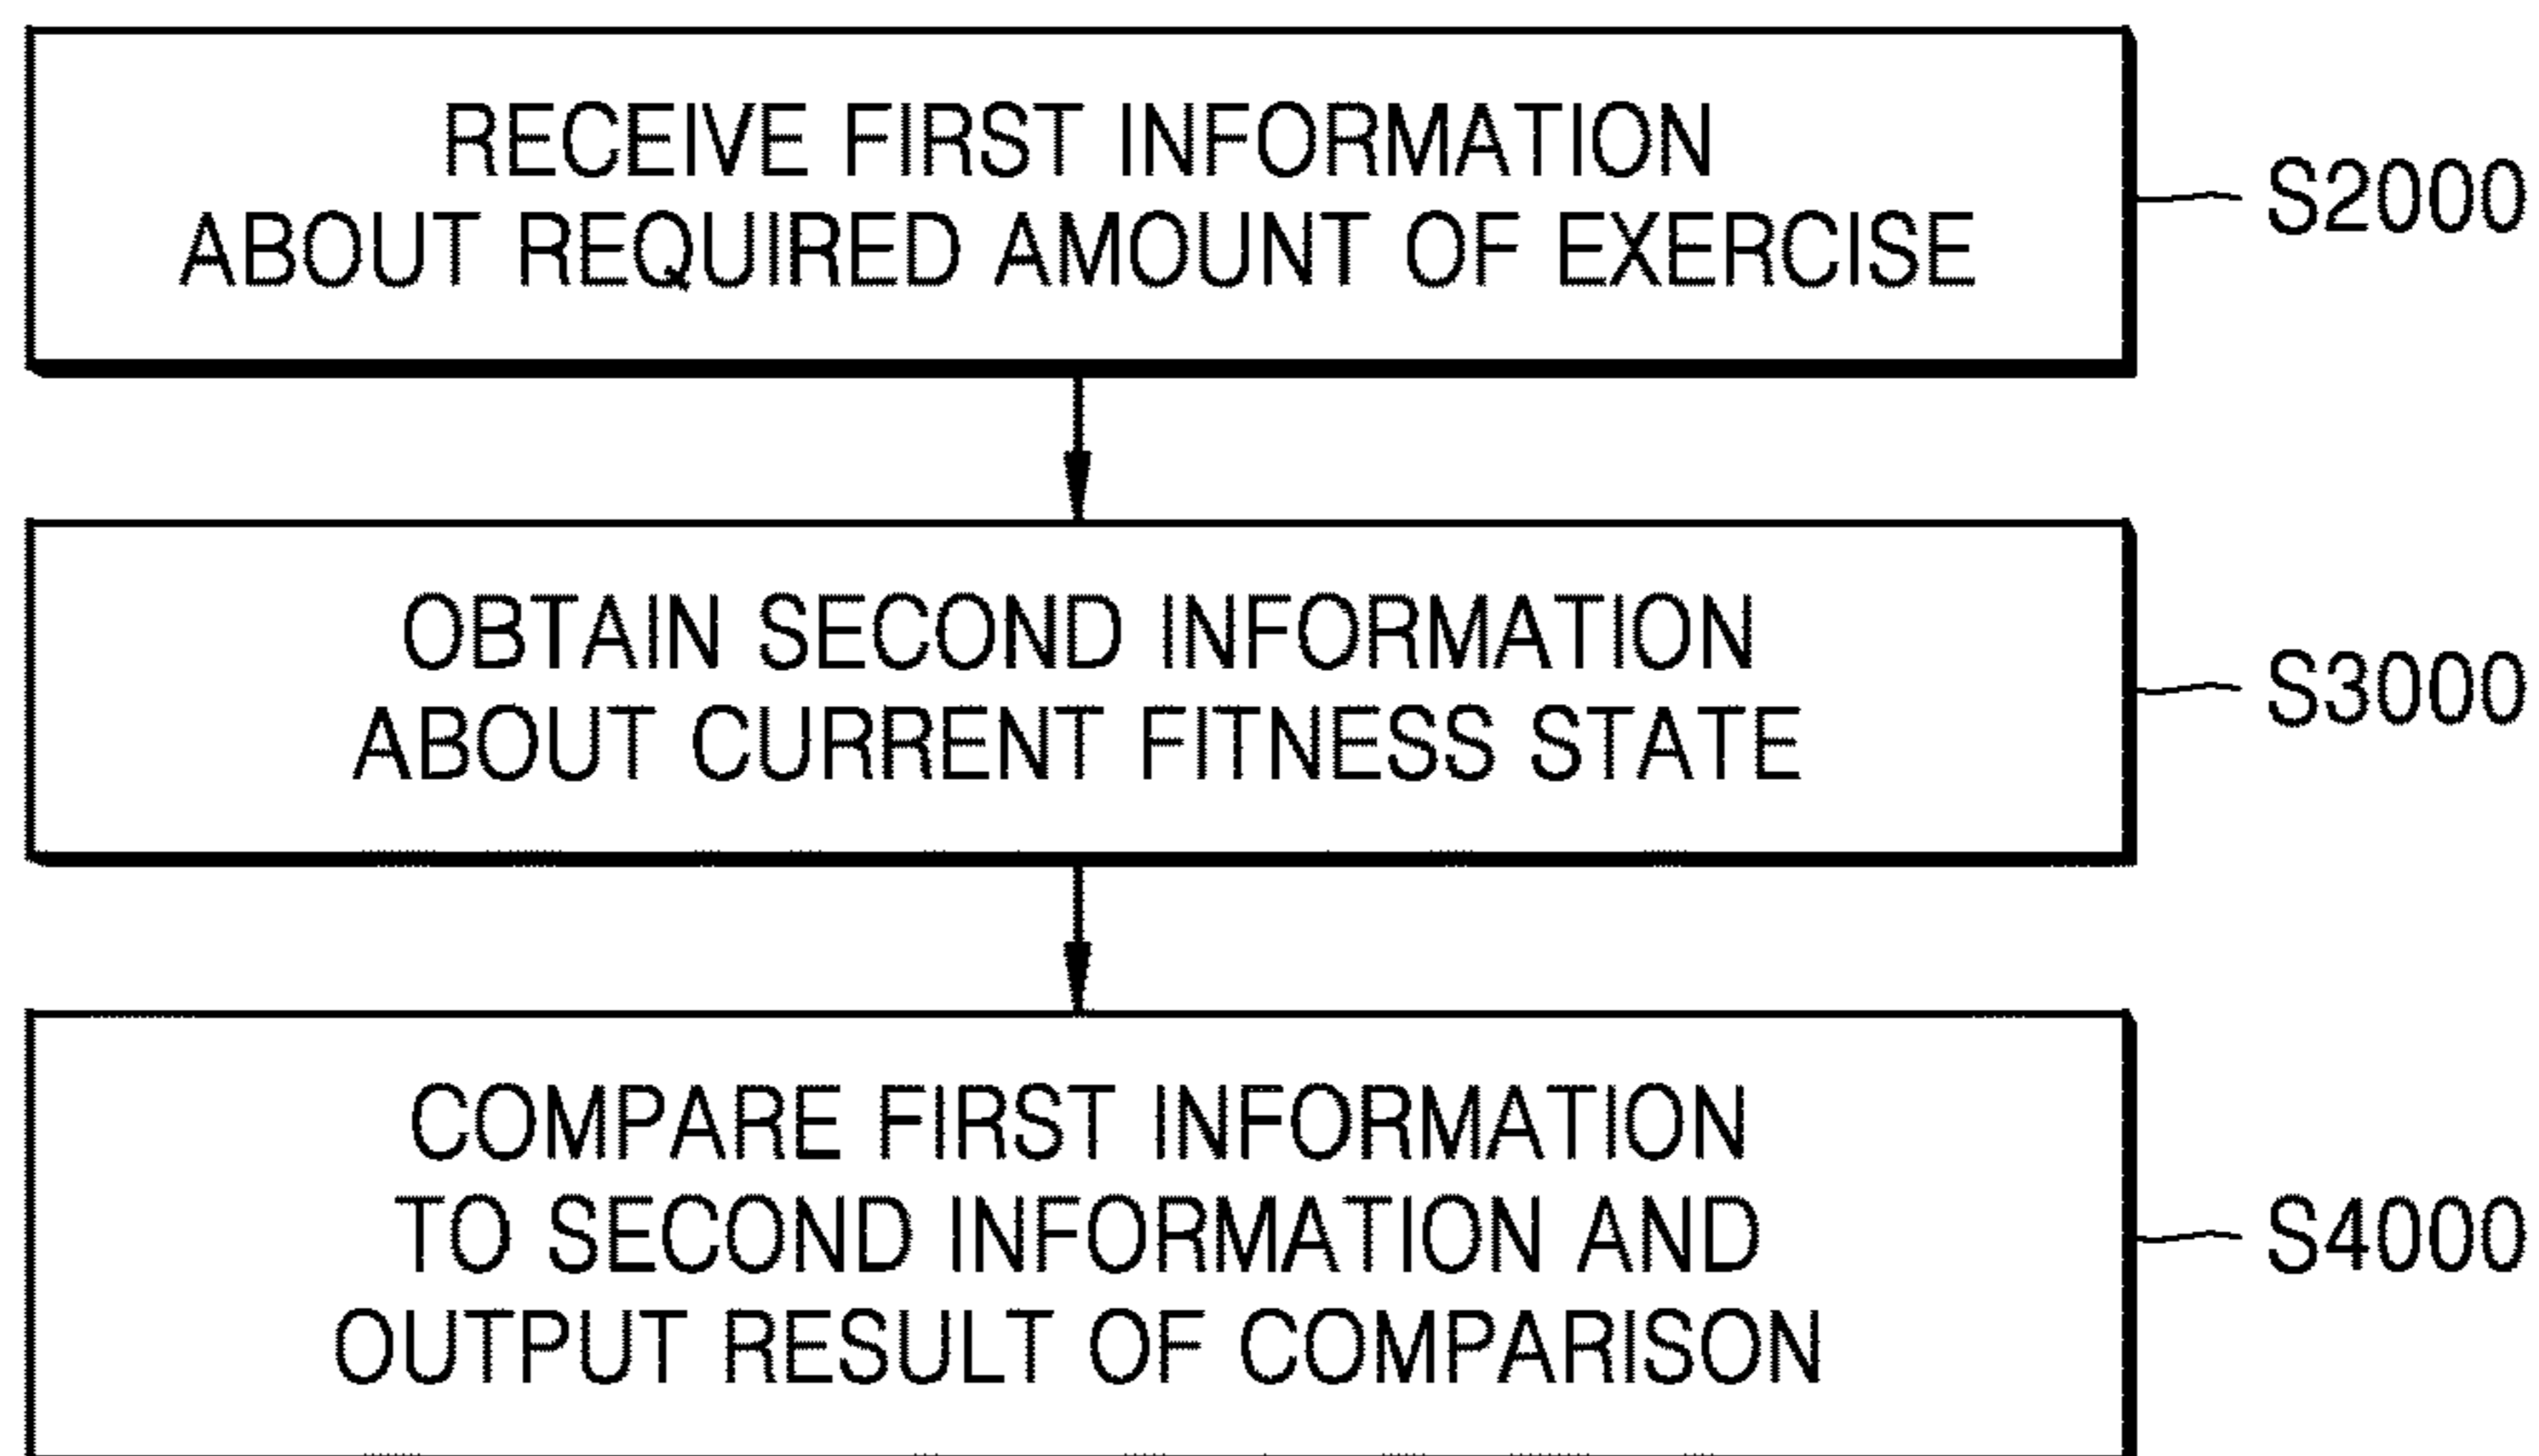 RECEIVE FIRST INFORMATION
ABOUT REQUIRED AMOUNT OF EXERCISE
S2000
OBTAIN SECOND INFORMATION
ABOUT CURRENT FITNESS STATE
S3000
COMPARE FIRST INFORMATION
TO SECOND INFORMATION AND
OUTPUT RESULT OF COMPARISON
S4000